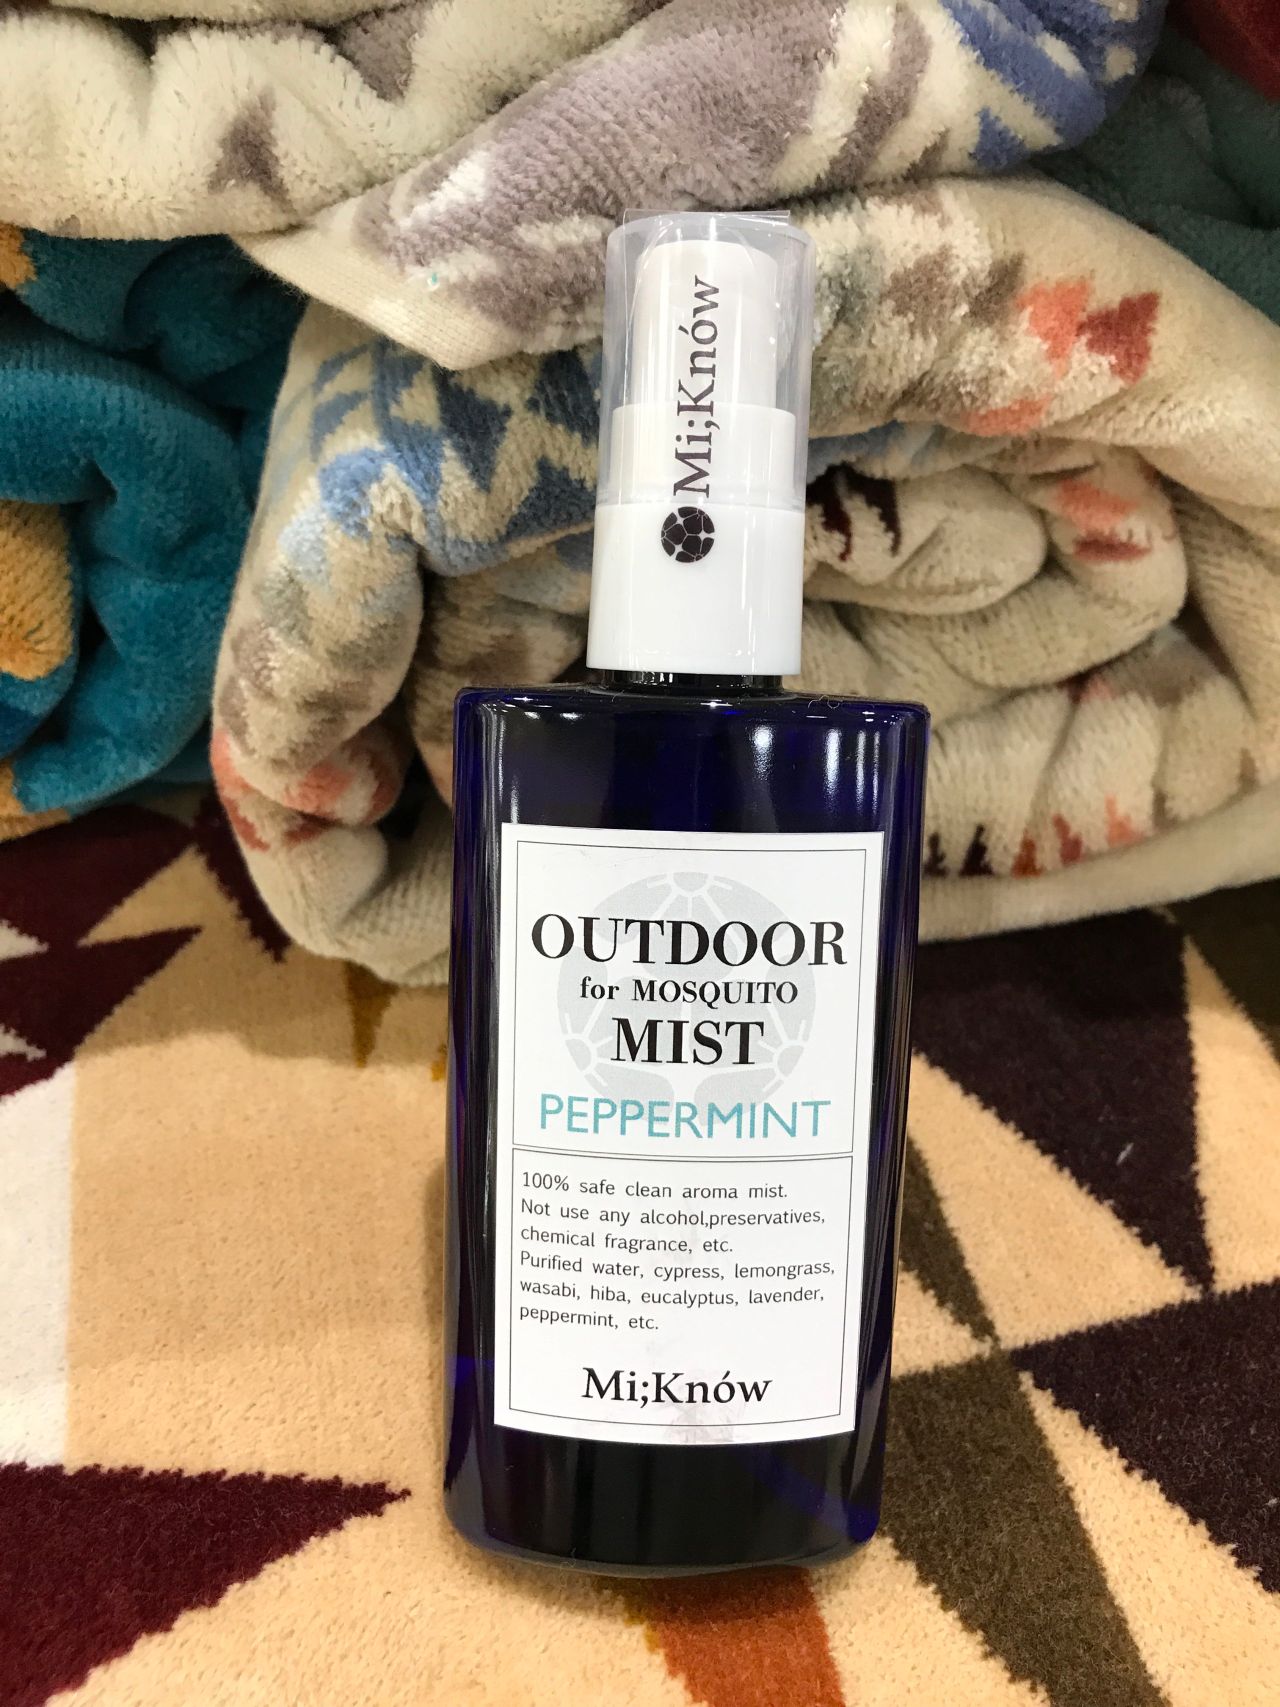 Mi;Knów
OUTDOOR
for MOSQUITO
MIST
PEPPERMINT
100% safe clean aroma mist.
Not use any alcohol,preservatives,
chemical fragrance, etc.
Purified water, cypress, lemongrass,
wasabi, hiba, eucalyptus, lavender,
peppermint, etc.
Mi;Knów